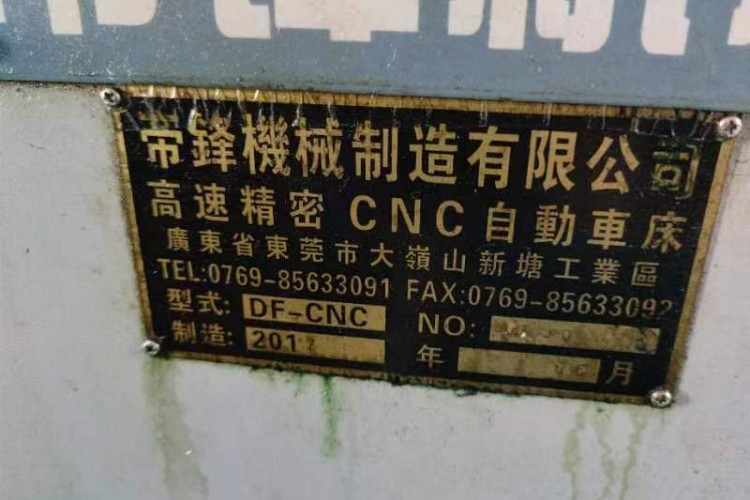 帝鋒機械制造有限公司
高速精密 CNC 自動車床
廣東省東莞市大嶺山新塘工業區
TEL:0769-85633091 FAX:0769-85633092
型式: DF-CNC NO:
制造: 201 年 月